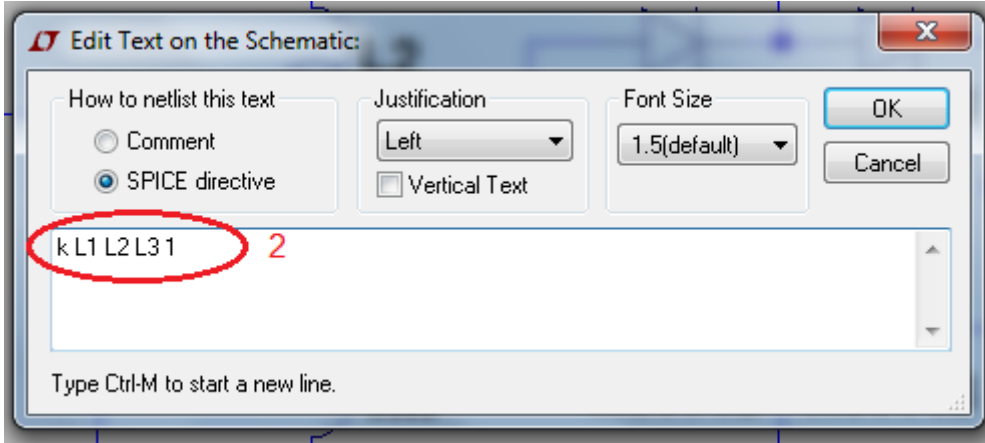 Edit Text on the Schematic:
How to netlist this text
Comment
SPICE directive
Justification
Left
Vertical Text
Font Size
1.5(default)
OK
Cancel
k L1 L2 L3 1
2
Type Ctrl-M to start a new line.